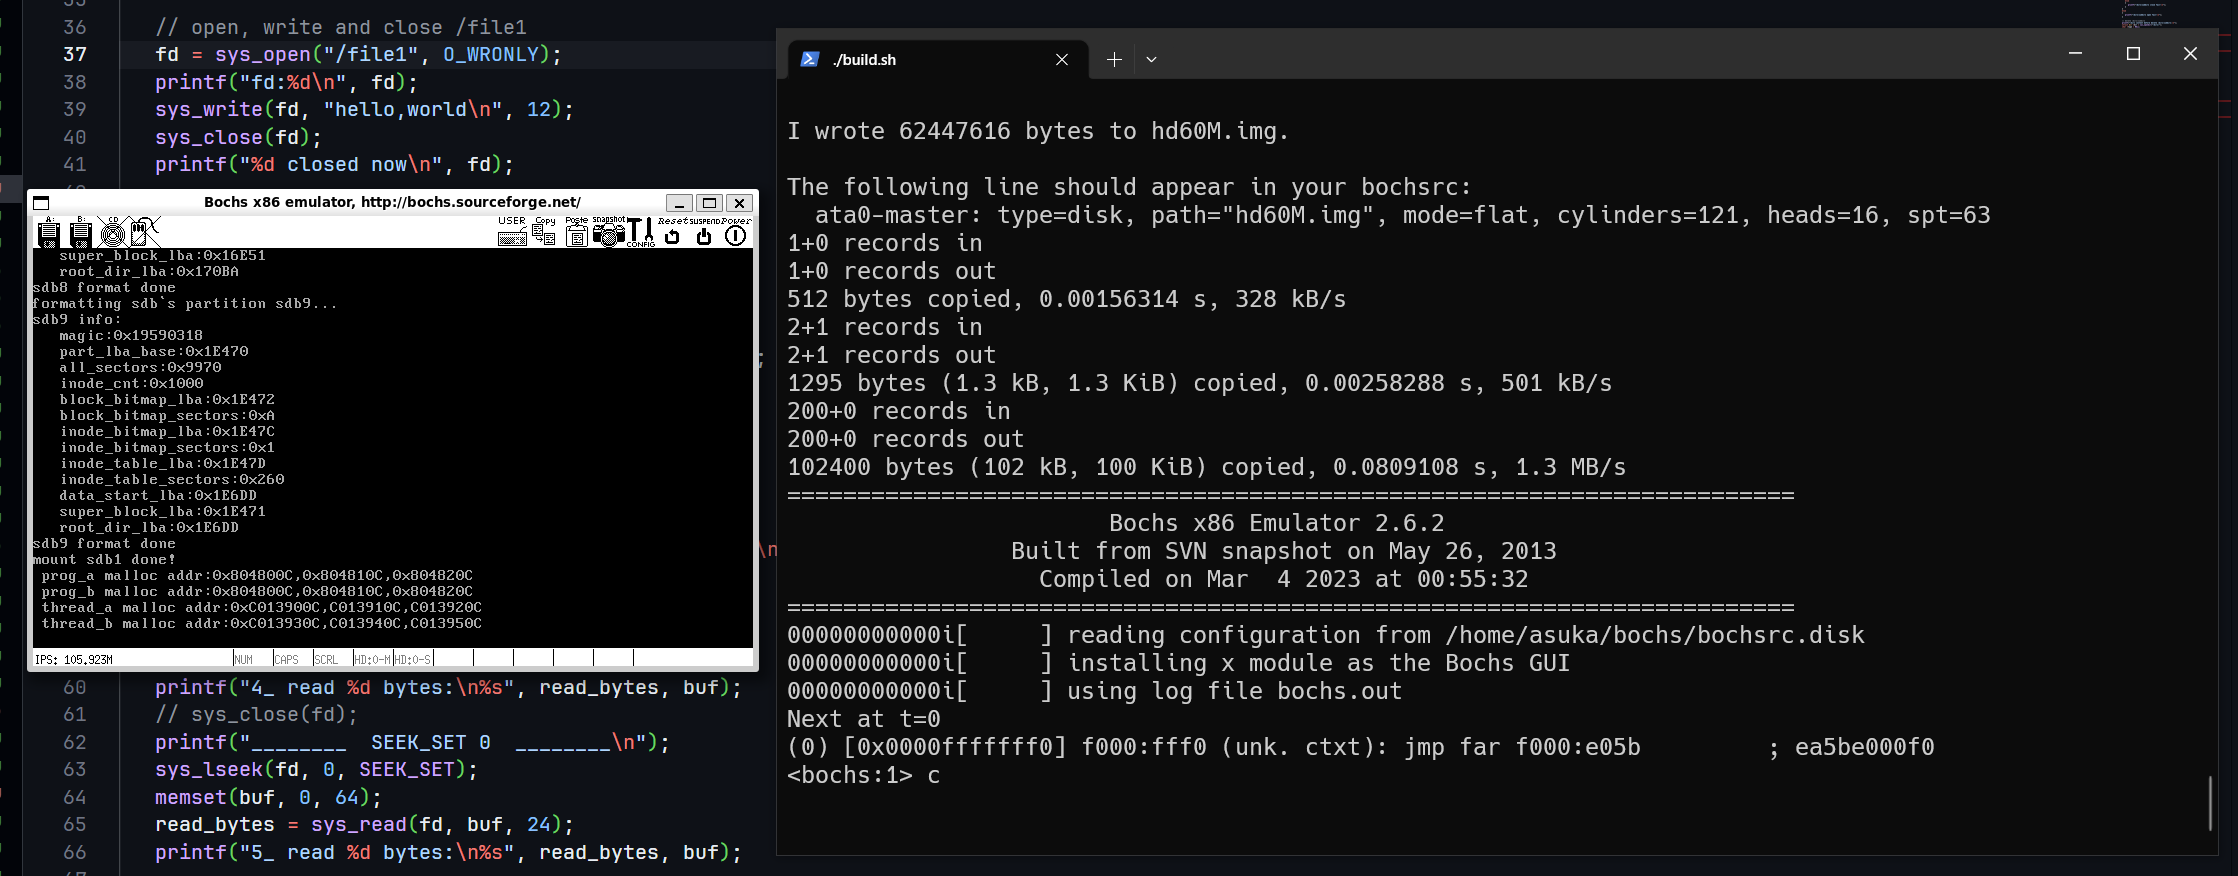 36 // open, write and close /file1
37 fd = sys_open("/file1", O_WRONLY);
38 printf("fd:%d\n", fd);
39 sys_write(fd, "hello,world\n", 12);
40 sys_close(fd);
41 printf("%d closed now\n", fd);
Bochs x86 emulator, http://bochs.sourceforge.net/
A: B: CD USER Copy Paste snapshot CONFIG Reset SUSPEND Power
super_block_lba:0x16E51
root_dir_lba:0x170BA
sdb8 format done
formatting sdb`s partition sdb9...
sdb9 info:
magic:0x19590318
part_lba_base:0x1E470
all_sectors:0x9970
inode_cnt:0x1000
block_bitmap_lba:0x1E472
block_bitmap_sectors:0xA
inode_bitmap_lba:0x1E47C
inode_bitmap_sectors:0x1
inode_table_lba:0x1E47D
inode_table_sectors:0x260
data_start_lba:0x1E6DD
super_block_lba:0x1E471
root_dir_lba:0x1E6DD
sdb9 format done
mount sdb1 done!
prog_a malloc addr:0x804800C,0x804810C,0x804820C
prog_b malloc addr:0x804800C,0x804810C,0x804820C
thread_a malloc addr:0xC013900C,C013910C,C013920C
thread_b malloc addr:0xC013930C,C013940C,C013950C
IPS: 105.923M NUM CAPS SCRL HD:0-M HD:0-S
;
\n
60 printf("4_ read %d bytes:\n%s", read_bytes, buf);
61 // sys_close(fd);
62 printf("________  SEEK_SET 0  ________\n");
63 sys_lseek(fd, 0, SEEK_SET);
64 memset(buf, 0, 64);
65 read_bytes = sys_read(fd, buf, 24);
66 printf("5_ read %d bytes:\n%s", read_bytes, buf);
./build.sh
I wrote 62447616 bytes to hd60M.img.
The following line should appear in your bochsrc:
ata0-master: type=disk, path="hd60M.img", mode=flat, cylinders=121, heads=16, spt=63
1+0 records in
1+0 records out
512 bytes copied, 0.00156314 s, 328 kB/s
2+1 records in
2+1 records out
1295 bytes (1.3 kB, 1.3 KiB) copied, 0.00258288 s, 501 kB/s
200+0 records in
200+0 records out
102400 bytes (102 kB, 100 KiB) copied, 0.0809108 s, 1.3 MB/s
========================================================================
Bochs x86 Emulator 2.6.2
Built from SVN snapshot on May 26, 2013
Compiled on Mar  4 2023 at 00:55:32
========================================================================
00000000000i[     ] reading configuration from /home/asuka/bochs/bochsrc.disk
00000000000i[     ] installing x module as the Bochs GUI
00000000000i[     ] using log file bochs.out
Next at t=0
(0) [0x0000fffffff0] f000:fff0 (unk. ctxt): jmp far f000:e05b         ; ea5be000f0
<bochs:1> c